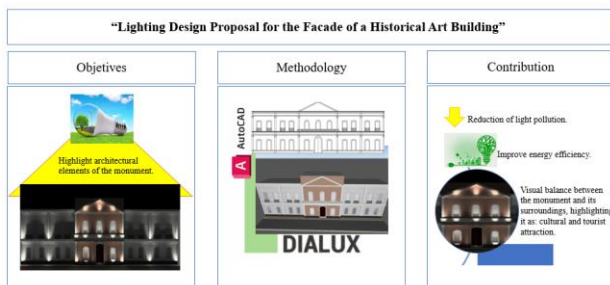 “Lighting Design Proposal for the Facade of a Historical Art Building”
Objetives
Methodology
Contribution
Highlight architectural
elements of the monument.
AutoCAD
A
DIALUX
Reduction of light pollution.
Improve energy efficiency.
Visual balance between
the monument and its
surroundings, highlighting
it as: cultural and tourist
attraction.